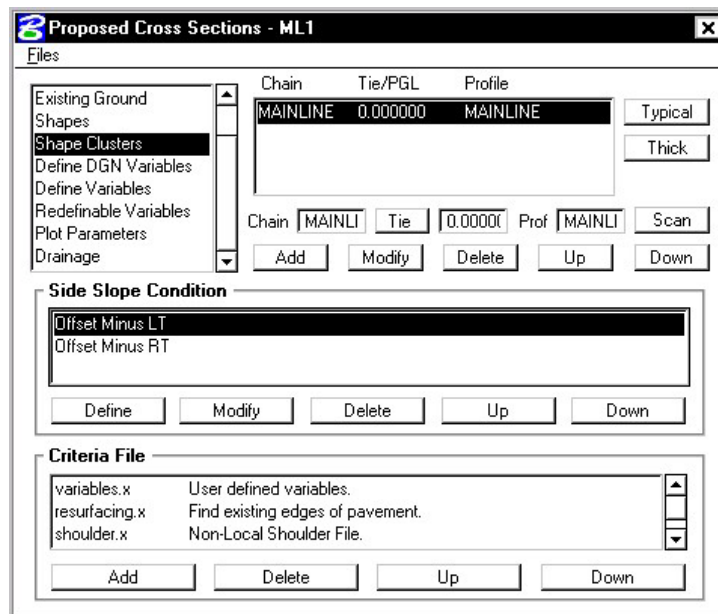 Proposed Cross Sections - ML1
Files
Existing Ground
Shapes
Shape Clusters
Define DGN Variables
Define Variables
Redefinable Variables
Plot Parameters
Drainage
Chain Tie/PGL Profile
MAINLINE 0.000000 MAINLINE
Typical
Thick
Chain MAINLI Tie 0.0000( Prof MAINLI Scan
Add Modify Delete Up Down
Side Slope Condition
Offset Minus LT
Offset Minus RT
Define Modify Delete Up Down
Criteria File
variables.x User defined variables.
resurfacing.x Find existing edges of pavement.
shoulder.x Non-Local Shoulder File.
Add Delete Up Down